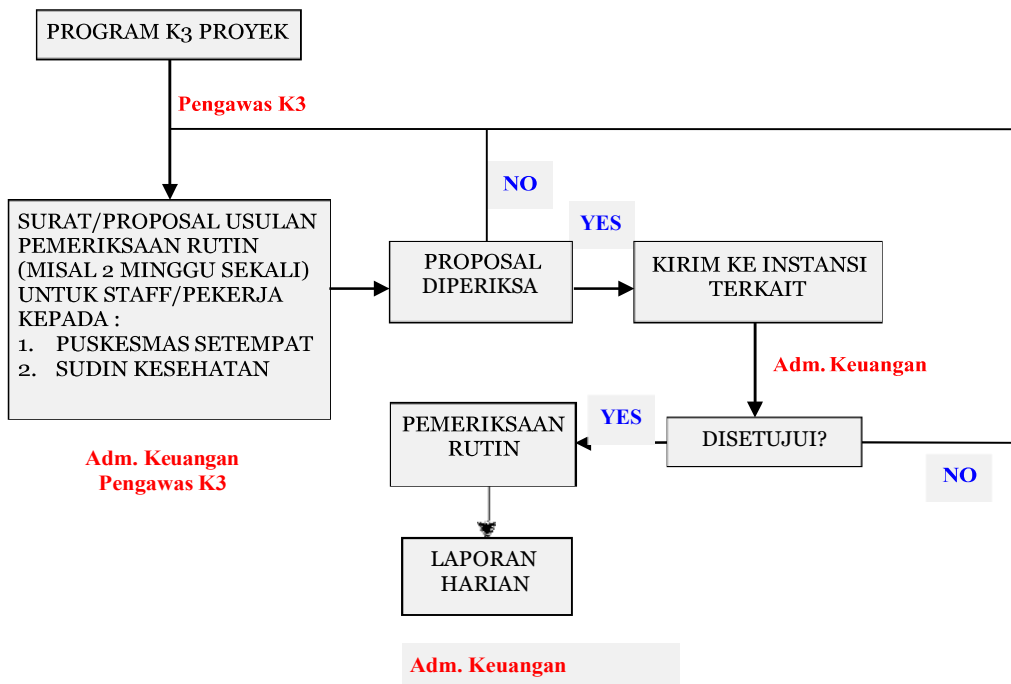 PROGRAM K3 PROYEK
Pengawas K3
NO
YES
SURAT/PROPOSAL USULAN
PEMERIKSAAN RUTIN
(MISAL 2 MINGGU SEKALI)
UNTUK STAFF/PEKERJA
KEPADA :
1. PUSKESMAS SETEMPAT
2. SUDIN KESEHATAN
PROPOSAL
DIPERIKSA
KIRIM KE INSTANSI
TERKAIT
Adm. Keuangan
Adm. Keuangan
Pengawas K3
PEMERIKSAAN
RUTIN
YES
DISETUJUI?
NO
LAPORAN
HARIAN
Adm. Keuangan